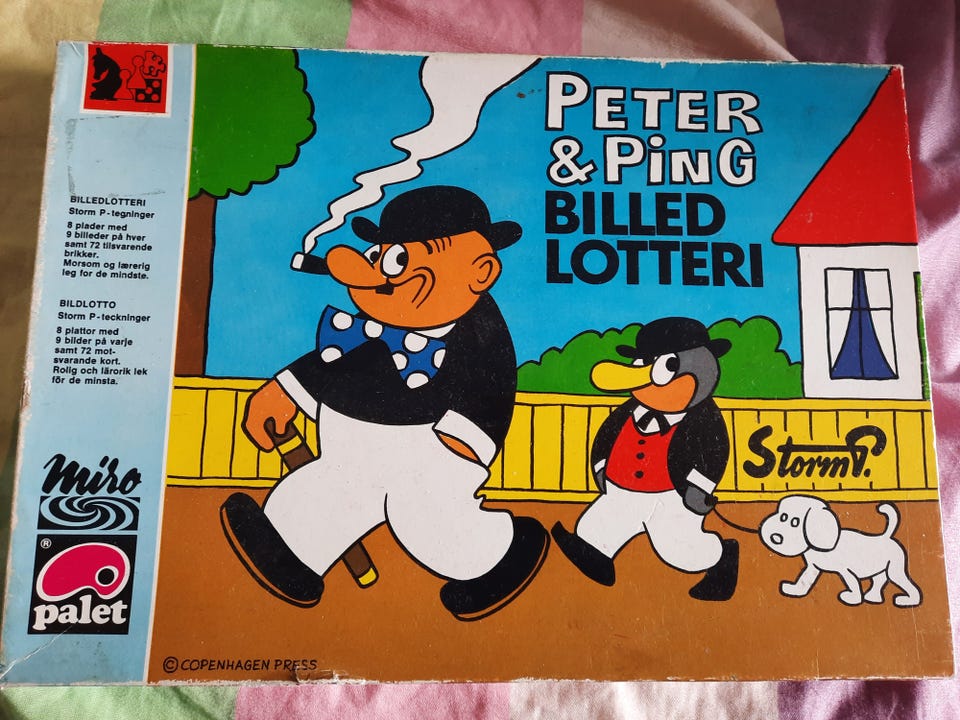 PETER
& PiNG
BILLED
LOTTERI
BILLEDLOTTERI
Storm P-tegninger
8 plader med
9 billeder på hver
samt 72 tilsvarende
brikker.
Morsom og lærerig
leg for de mindste.
BILDLOTTO
Storm P-teckninger
8 plattor med
9 bilder på varje
samt 72 mot-
svarande kort.
Rolig och lärorik lek
för de minsta.
Storm P.
miro
®
palet
© COPENHAGEN PRESS